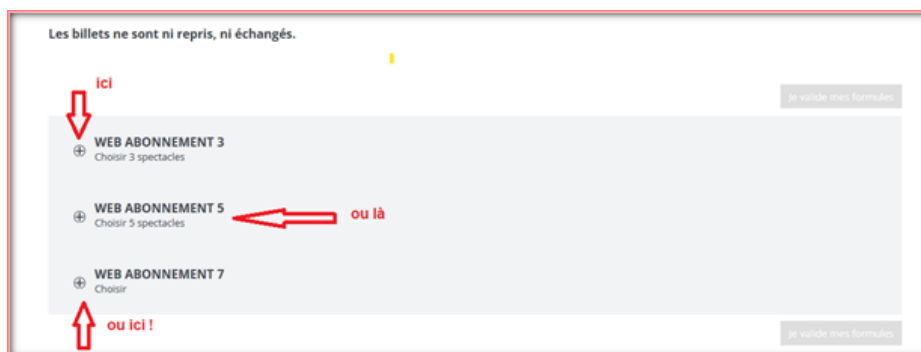 Les billets ne sont ni repris, ni échangés.
ici
Je valide mes formules
WEB ABONNEMENT 3
Choisir 3 spectacles
WEB ABONNEMENT 5
Choisir 5 spectacles
ou là
WEB ABONNEMENT 7
Choisir
ou ici !
Je valide mes formules